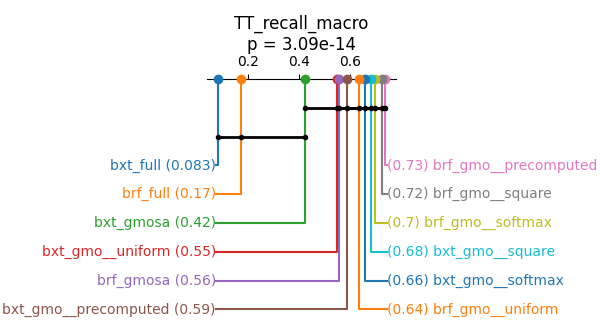 TT_recall_macro
p = 3.09e-14
0.2 0.4 0.6
bxt_full (0.083)
(0.73) brf_gmo__precomputed
brf_full (0.17)
(0.72) brf_gmo__square
bxt_gmosa (0.42)
(0.7) brf_gmo__softmax
bxt_gmo__uniform (0.55)
(0.68) bxt_gmo__square
brf_gmosa (0.56)
(0.66) bxt_gmo__softmax
bxt_gmo__precomputed (0.59)
(0.64) brf_gmo__uniform